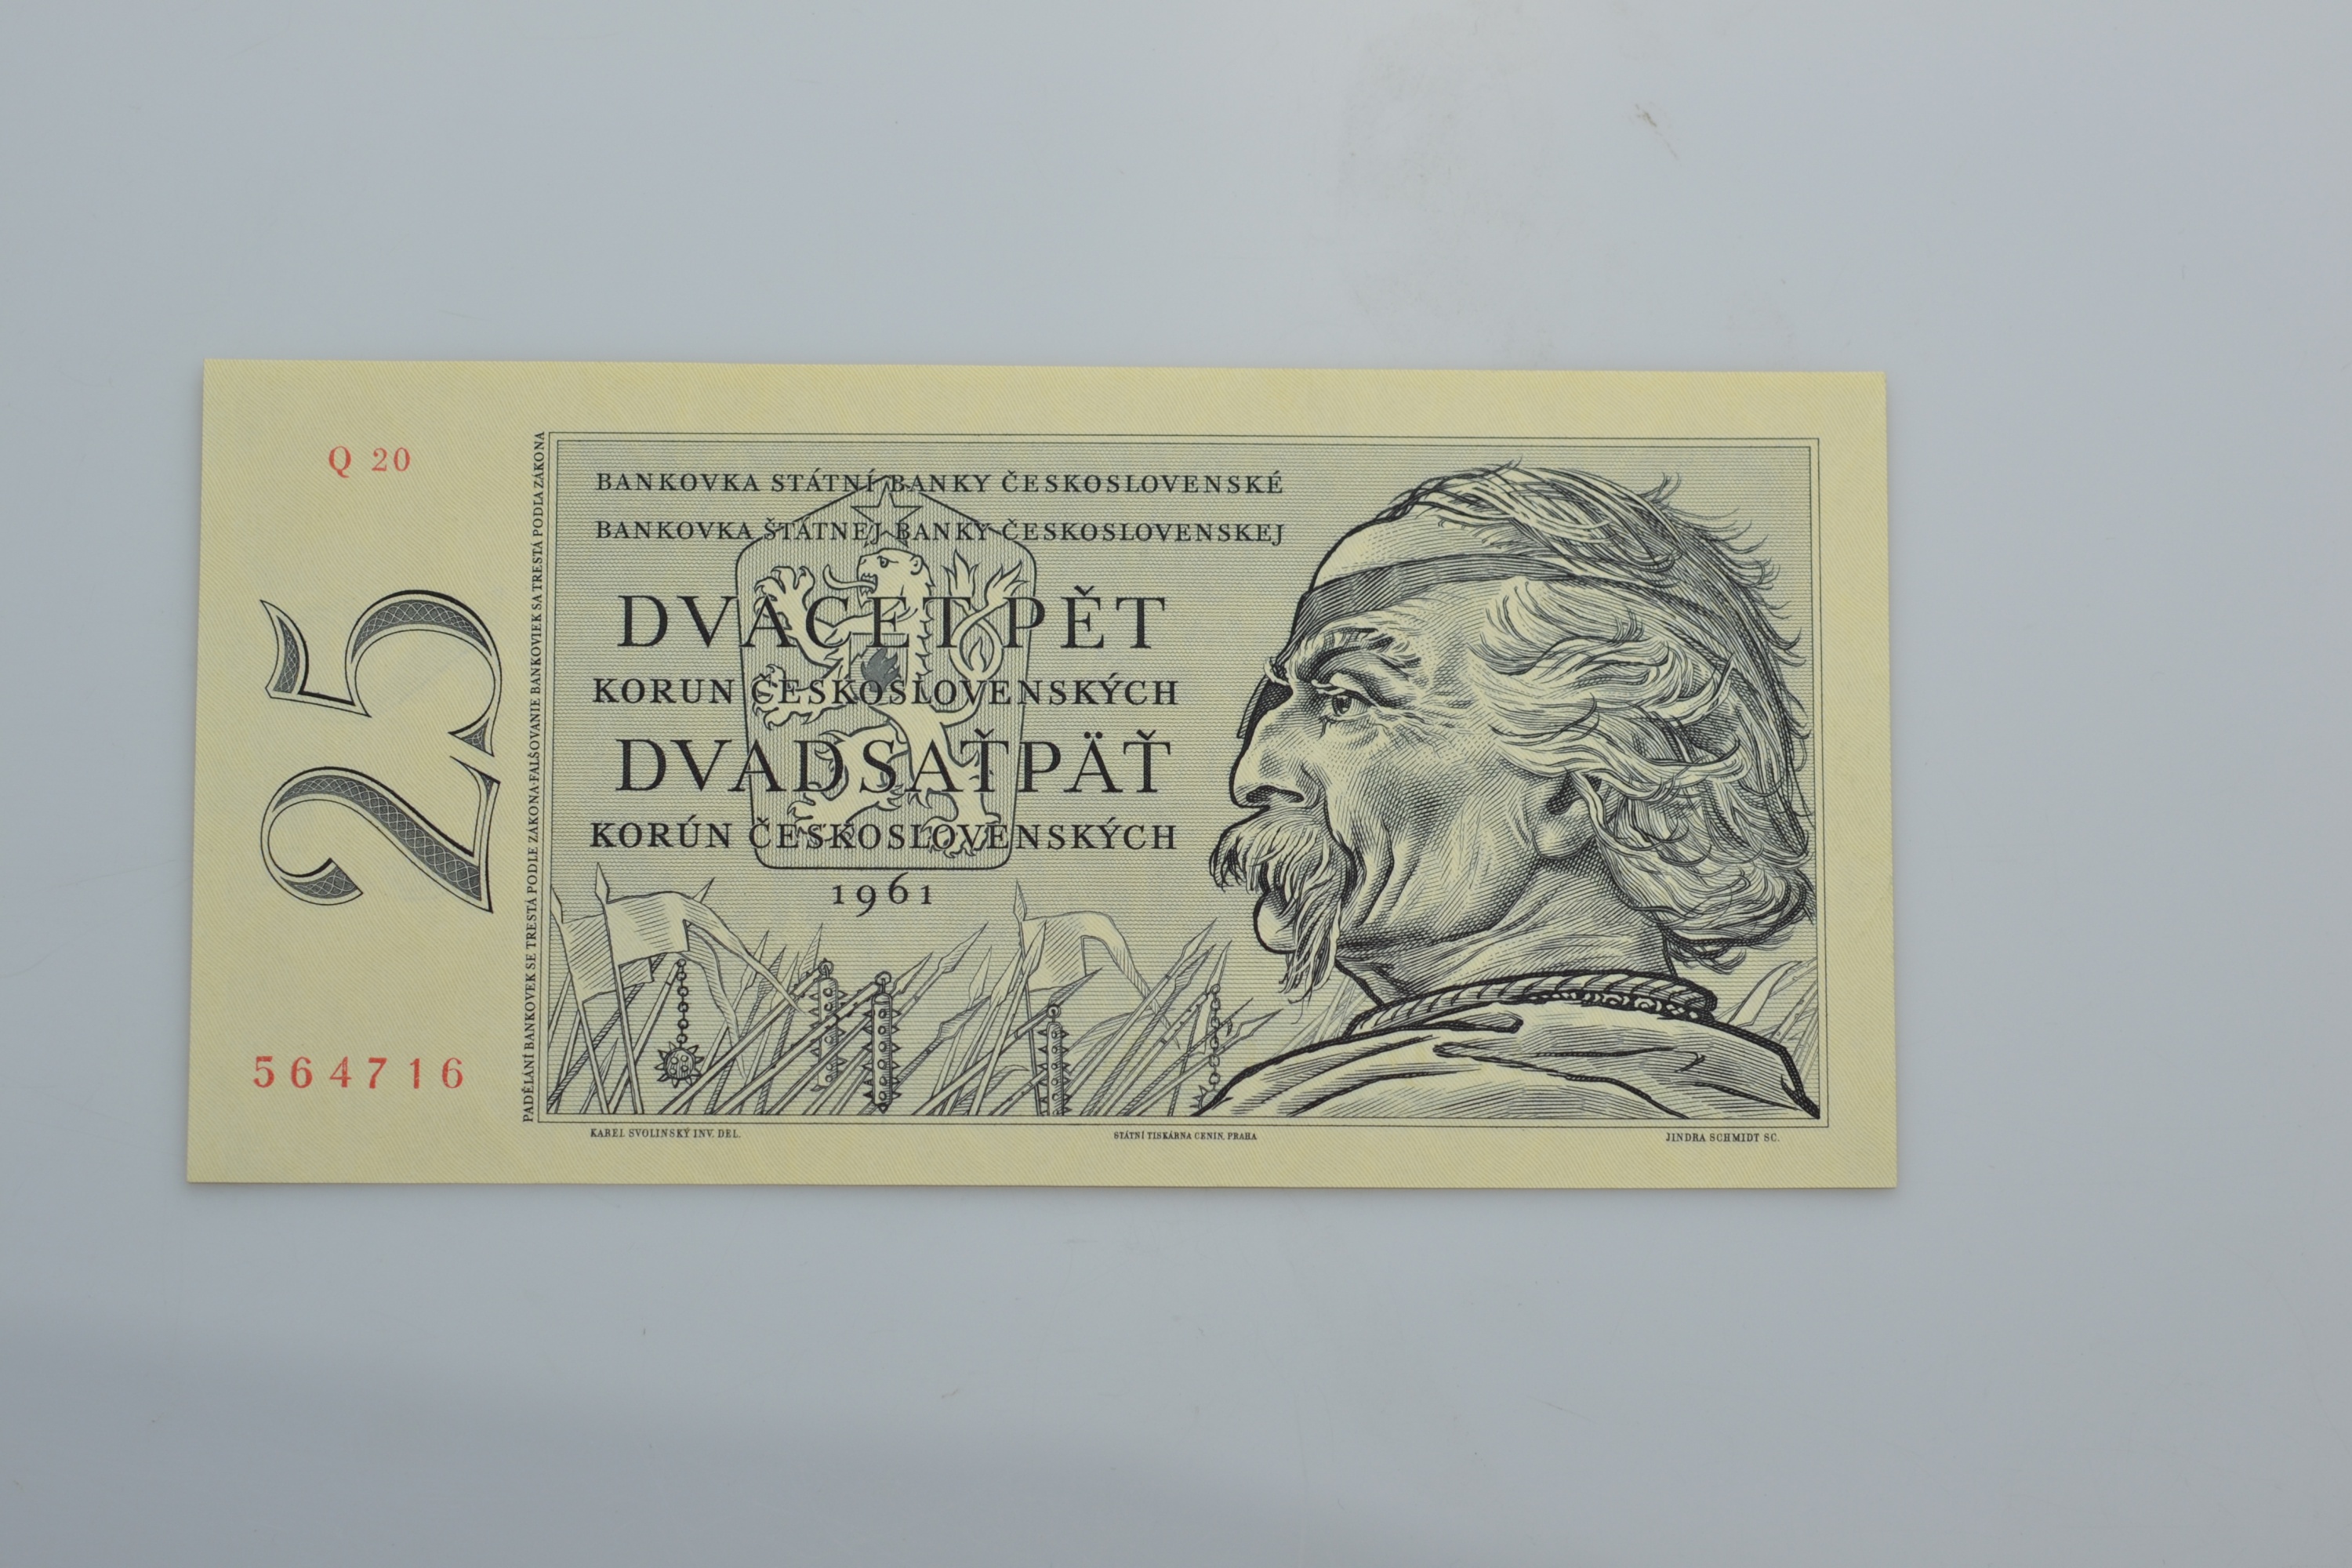 Q 20
25
564716
PADĚLÁNÍ BANKOVEK SE TRESTÁ PODLE ZÁKONA-FALŠOVANIE BANKOVIEK SA TRESTÁ PODĽA ZÁKONA
BANKOVKA STÁTNÍ BANKY ČESKOSLOVENSKÉ
BANKOVKA ŠTÁTNEJ BANKY ČESKOSLOVENSKEJ
DVACET PĚT
KORUN ČESKOSLOVENSKÝCH
DVADSAŤPÄŤ
KORÚN ČESKOSLOVENSKÝCH
1961
KAREL SVOLINSKÝ INV. DEL.
STÁTNÍ TISKÁRNA CENIN, PRAHA
JINDRA SCHMIDT SC.